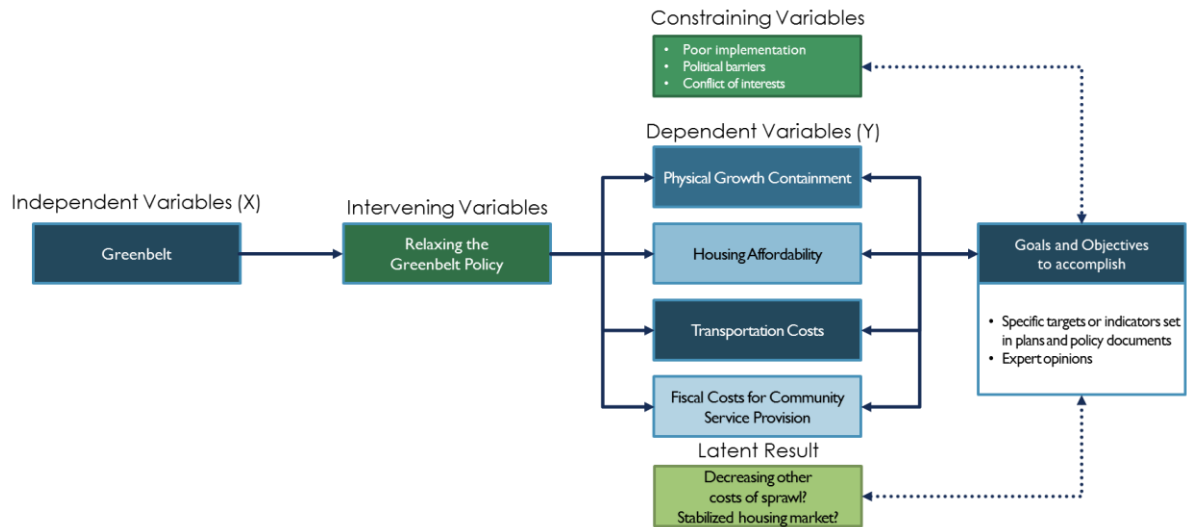 Constraining Variables
• Poor implementation
• Political barriers
• Conflict of interests
Dependent Variables (Y)
Physical Growth Containment
Independent Variables (X)
Greenbelt
Intervening Variables
Relaxing the
Greenbelt Policy
Housing Affordability
Goals and Objectives
to accomplish
• Specific targets or indicators set
in plans and policy documents
• Expert opinions
Transportation Costs
Fiscal Costs for Community
Service Provision
Latent Result
Decreasing other
costs of sprawl?
Stabilized housing market?